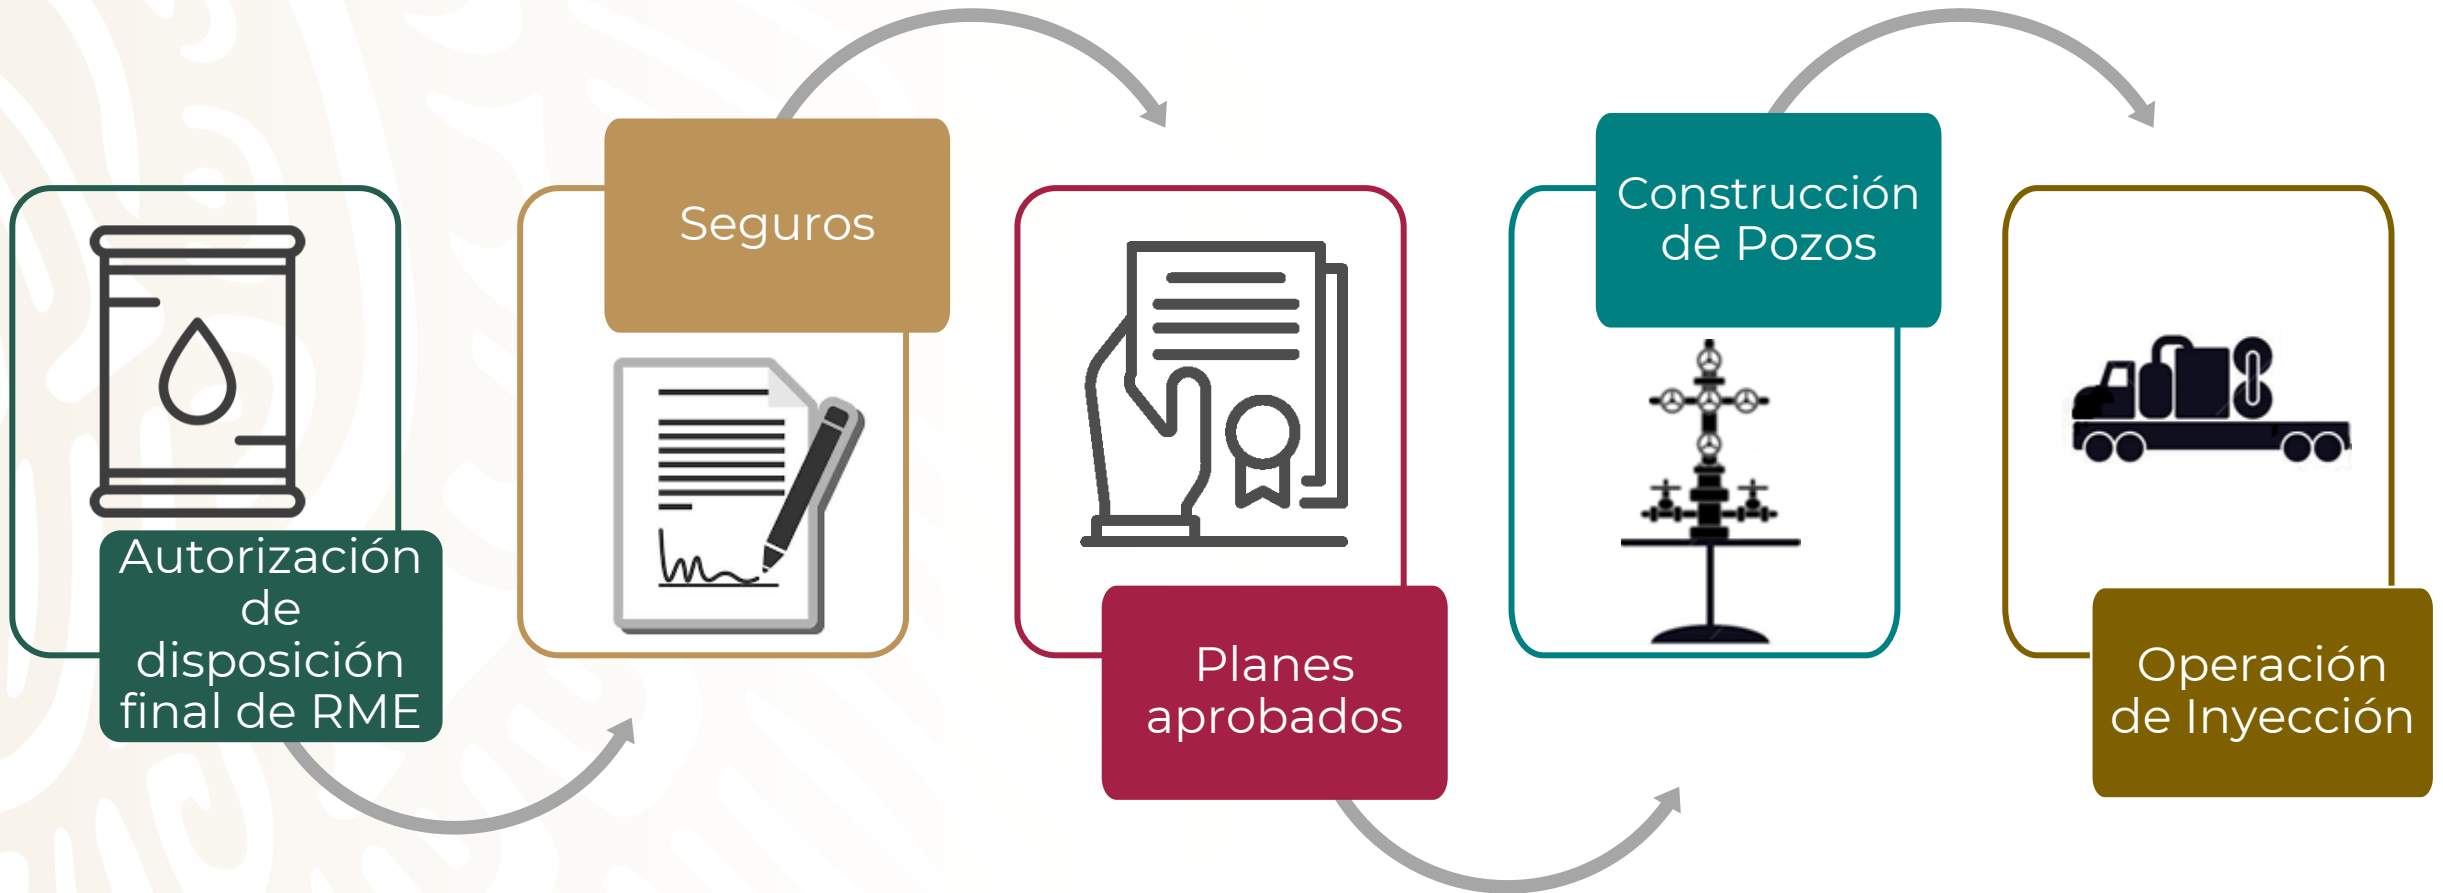 Autorización
de
disposición
final de RME
Seguros
Planes
aprobados
Construcción
de Pozos
Operación
de Inyección